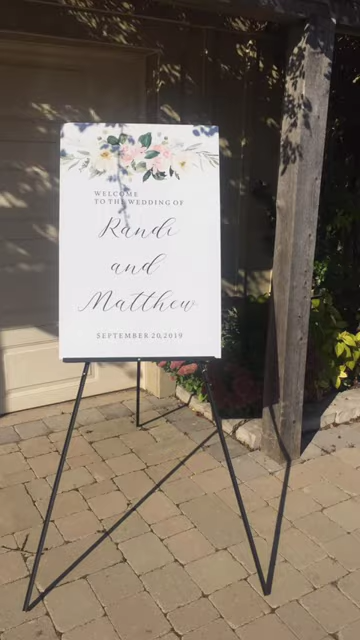 WELCOME
TO THE WEDDING OF
Randi
and
Matthew
SEPTEMBER 20,2019